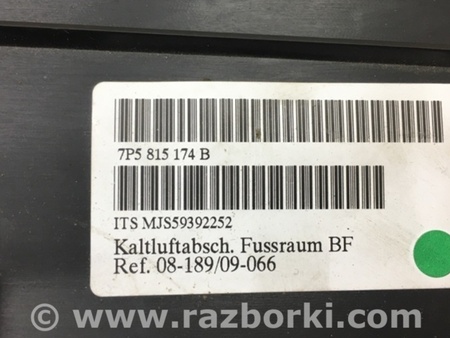 7P5 815 174 B
ITS MJS59392252
Kaltluftabsch. Fussraum BF
Ref. 08-189/09-066
© www.razborki.com